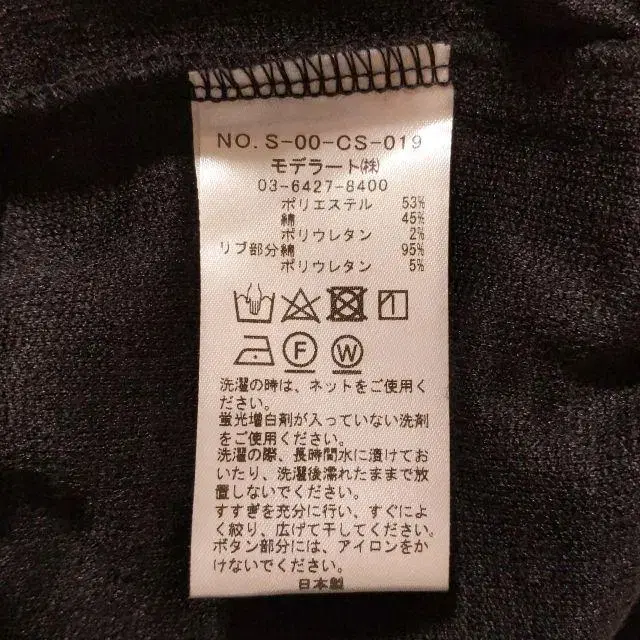 NO. S-00-CS-019
モデラート㈱
03-6427-8400
ポリエステル 53%
綿 45%
ポリウレタン 2%
リブ部分綿 95%
ポリウレタン 5%
F W
洗濯の時は、ネットをご使用く
ださい。
蛍光増白剤が入っていない洗剤
をご使用ください。
洗濯の際、長時間水に漬けてお
いたり、洗濯後濡れたままで放
置しないでください。
すすぎを充分に行い、すぐによ
く絞り、広げて干してください。
ボタン部分には、アイロンをか
けないでください。
日本製